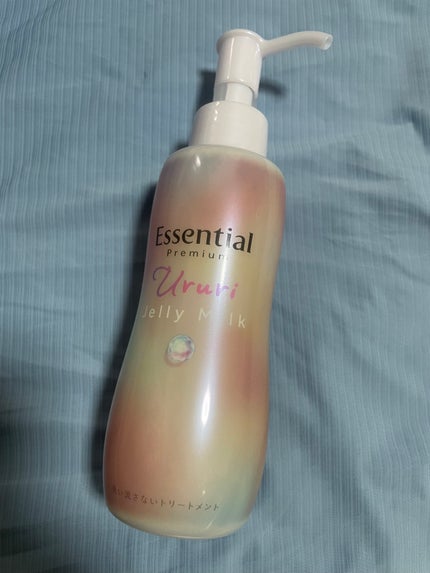 Essential
Premium
Ururi
Jelly Milk
洗い流さないトリートメント